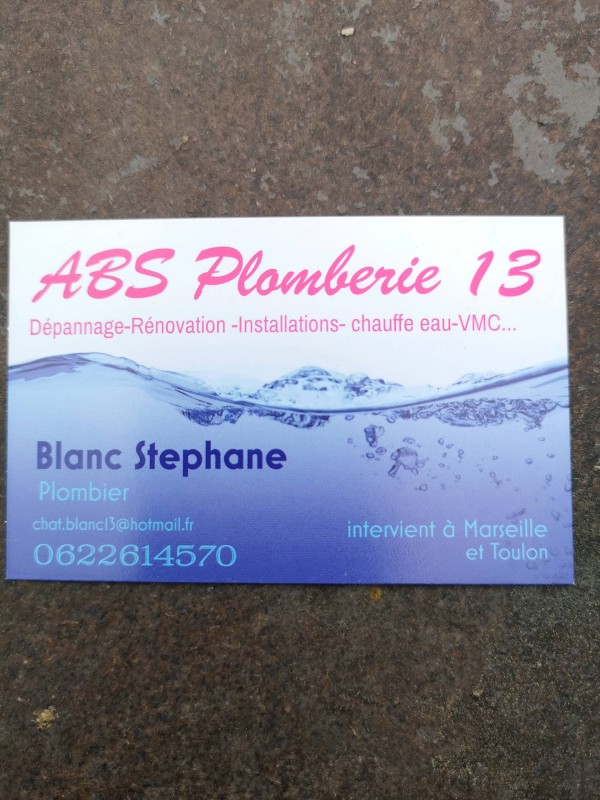 ABS Plomberie 13
Dépannage-Rénovation -Installations- chauffe eau-VMC...
Blanc Stephane
Plombier
chat.blanc13@hotmail.fr
0622614570
intervient à Marseille
et Toulon